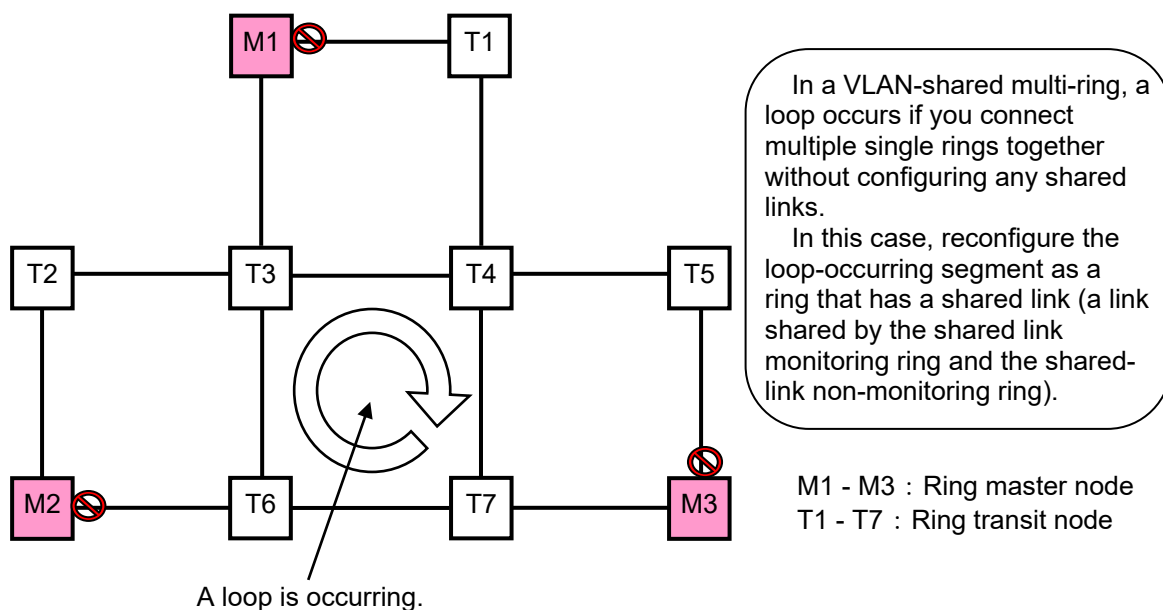 M1
T1
In a VLAN-shared multi-ring, a
loop occurs if you connect
multiple single rings together
without configuring any shared
links.
In this case, reconfigure the
loop-occurring segment as a
ring that has a shared link (a link
shared by the shared link
monitoring ring and the shared-
link non-monitoring ring).
T2
T3
T4
T5
M2
T6
T7
M3
M1 - M3 : Ring master node
T1 - T7 : Ring transit node
A loop is occurring.